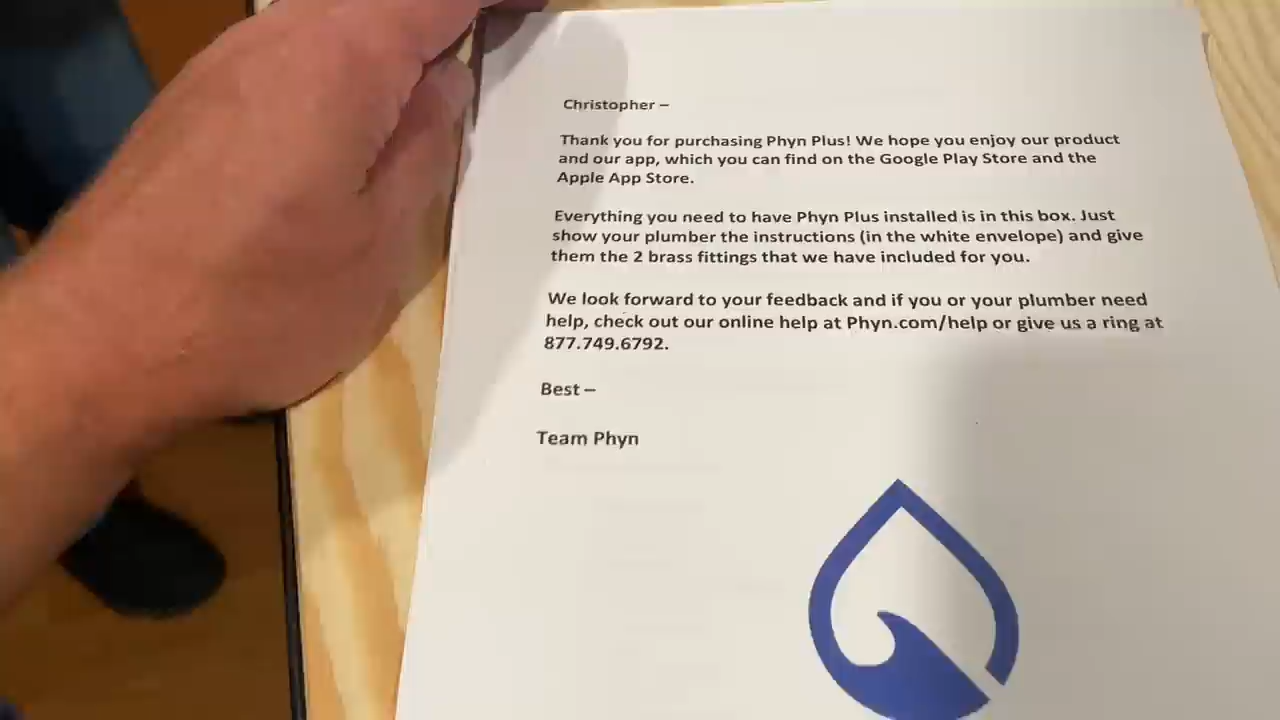 Christopher –
Thank you for purchasing Phyn Plus! We hope you enjoy our product
and our app, which you can find on the Google Play Store and the
Apple App Store.
Everything you need to have Phyn Plus installed is in this box. Just
show your plumber the instructions (in the white envelope) and give
them the 2 brass fittings that we have included for you.
We look forward to your feedback and if you or your plumber need
help, check out our online help at Phyn.com/help or give us a ring at
877.749.6792.
Best –
Team Phyn